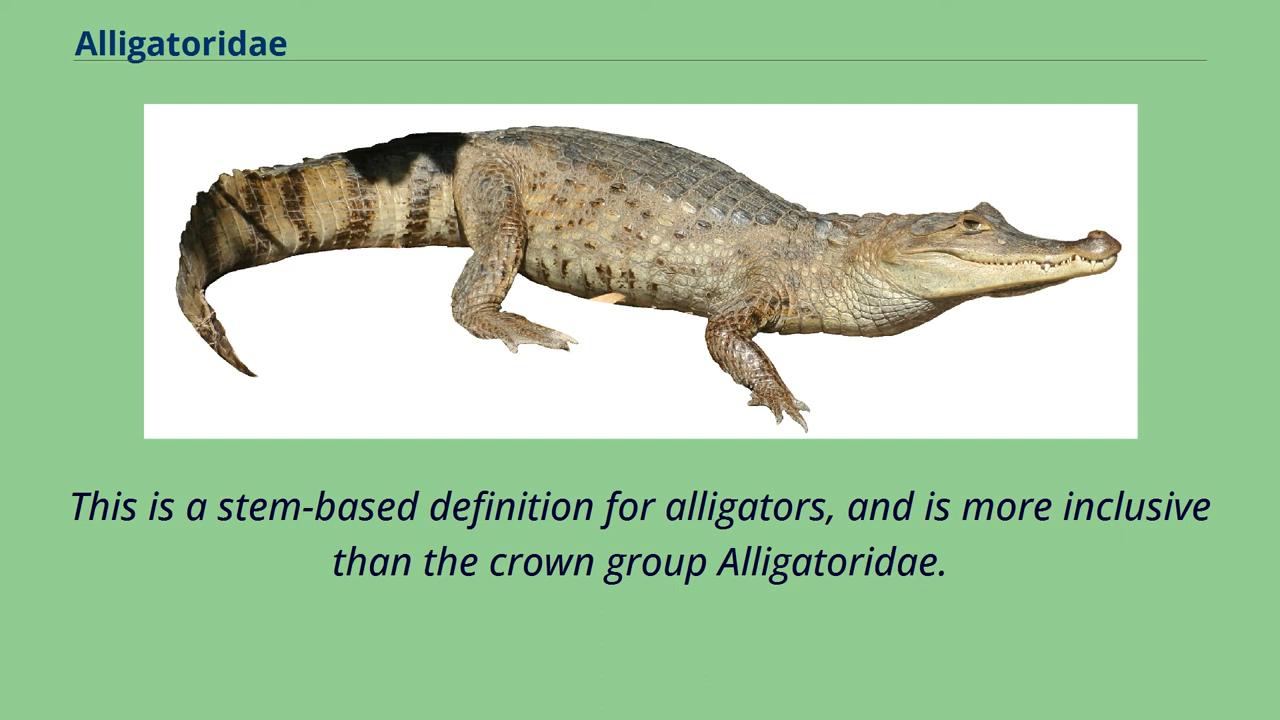 Alligatoridae
This is a stem-based definition for alligators, and is more inclusive
than the crown group Alligatoridae.